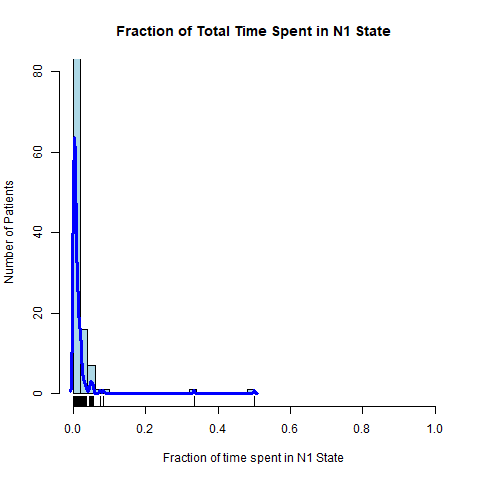 Fraction of Total Time Spent in N1 State
Number of Patients
80
60
40
20
0
0.0 0.2 0.4 0.6 0.8 1.0
Fraction of time spent in N1 State